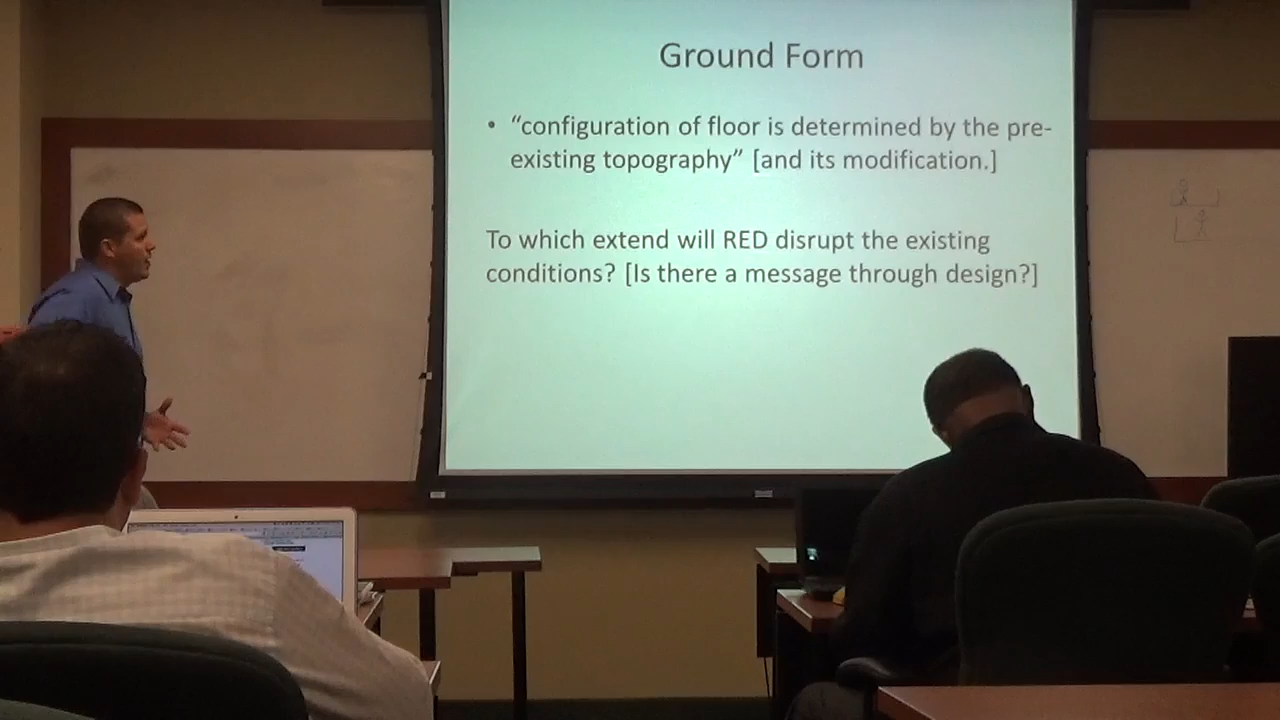 Ground Form
• “configuration of floor is determined by the pre-
existing topography” [and its modification.]
To which extend will RED disrupt the existing
conditions? [Is there a message through design?]